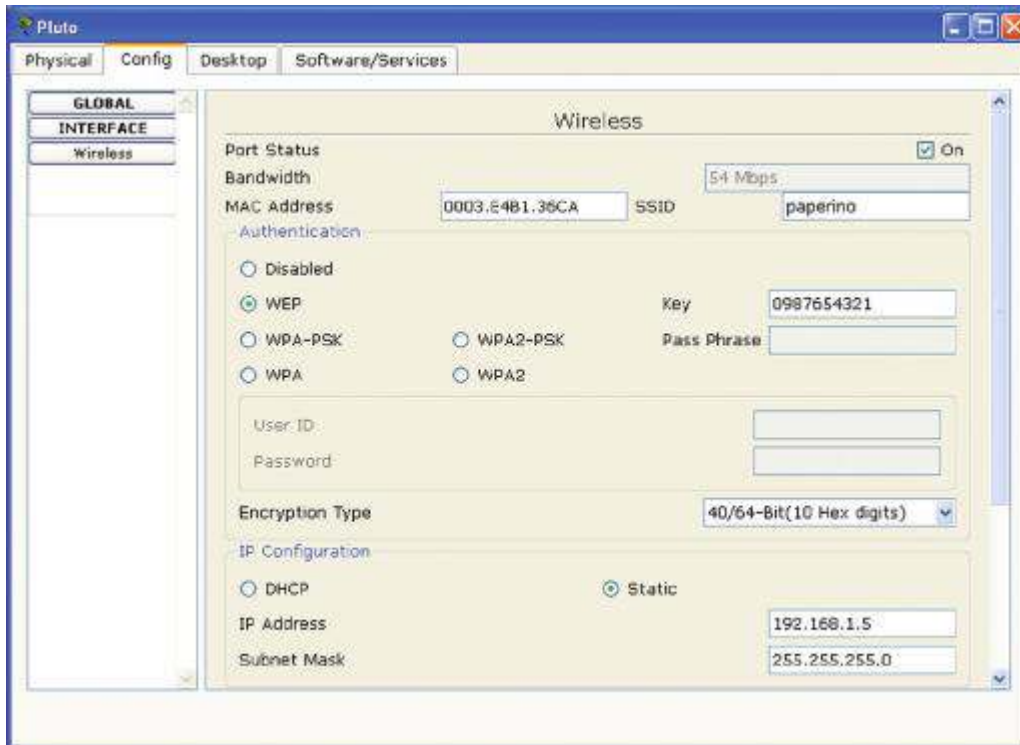 Pluto
Physical Config Desktop Software/Services
GLOBAL
INTERFACE
Wireless
Wireless
Port Status On
Bandwidth 54 Mbps
MAC Address 0003.E4B1.36CA SSID paperino
Authentication
Disabled
WEP Key 0987654321
WPA-PSK WPA2-PSK Pass Phrase
WPA WPA2
User ID
Password
Encryption Type 40/64-Bit(10 Hex digits)
IP Configuration
DHCP Static
IP Address 192.168.1.5
Subnet Mask 255.255.255.0